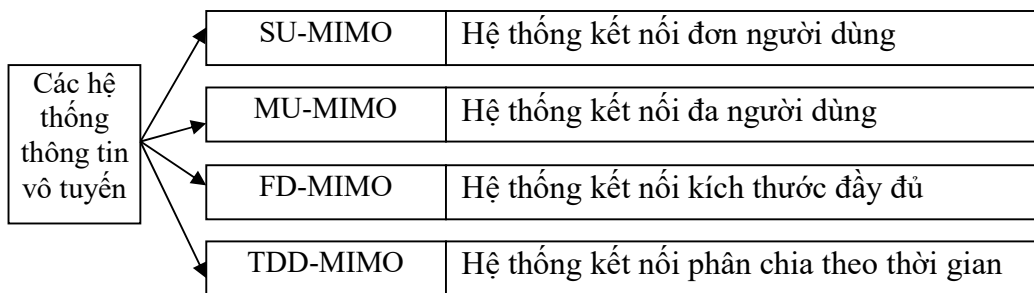 Các hệ
thống
thông tin
vô tuyến
SU-MIMO Hệ thống kết nối đơn người dùng
MU-MIMO Hệ thống kết nối đa người dùng
FD-MIMO Hệ thống kết nối kích thước đầy đủ
TDD-MIMO Hệ thống kết nối phân chia theo thời gian